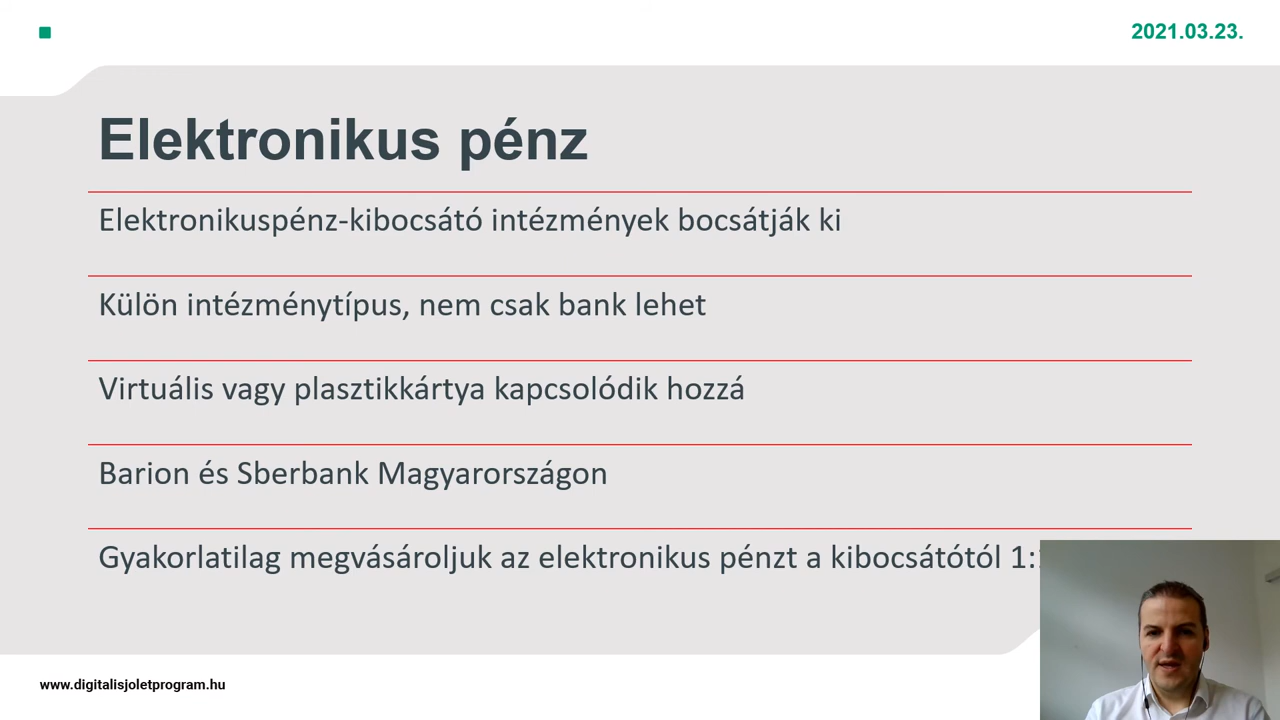 2021.03.23.
Elektronikus pénz
Elektronikuspénz-kibocsátó intézmények bocsátják ki
Külön intézménytípus, nem csak bank lehet
Virtuális vagy plasztikkártya kapcsolódik hozzá
Barion és Sberbank Magyarországon
Gyakorlatilag megvásároljuk az elektronikus pénzt a kibocsátótól
www.digitalisjoletprogram.hu